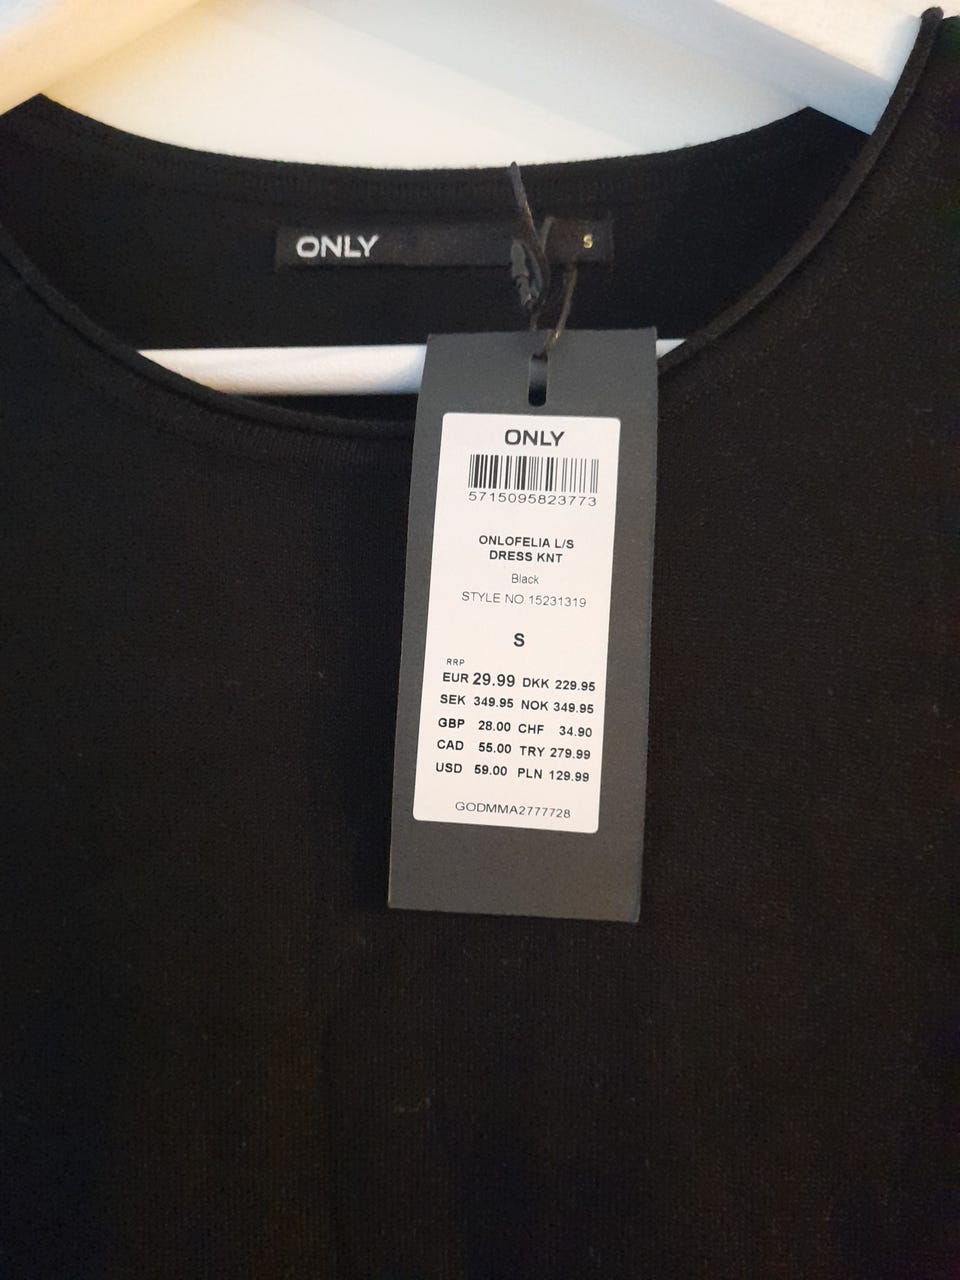 ONLY S
ONLY
5715095823773
ONLOFELIA L/S
DRESS KNT
Black
STYLE NO.15231319
S
RRP
EUR 29.99 DKK 229.95
SEK 349.95 NOK 349.95
GBP 28.00 CHF 34.90
CAD 55.00 TRY 279.99
USD 59.00 PLN 129.99
GODMMA2777728